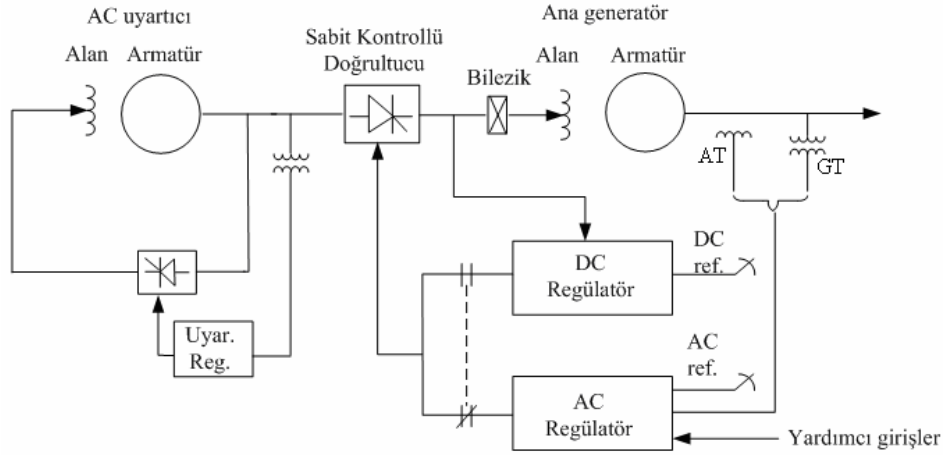 AC uyartıcı
Alan
Armatür
Sabit Kontrollü
Doğrultucu
Bilezik
Ana generatör
Alan
Armatür
AT
GT
DC
Regülatör
DC
ref.
Uyar.
Reg.
AC
Regülatör
AC
ref.
Yardımcı girişler